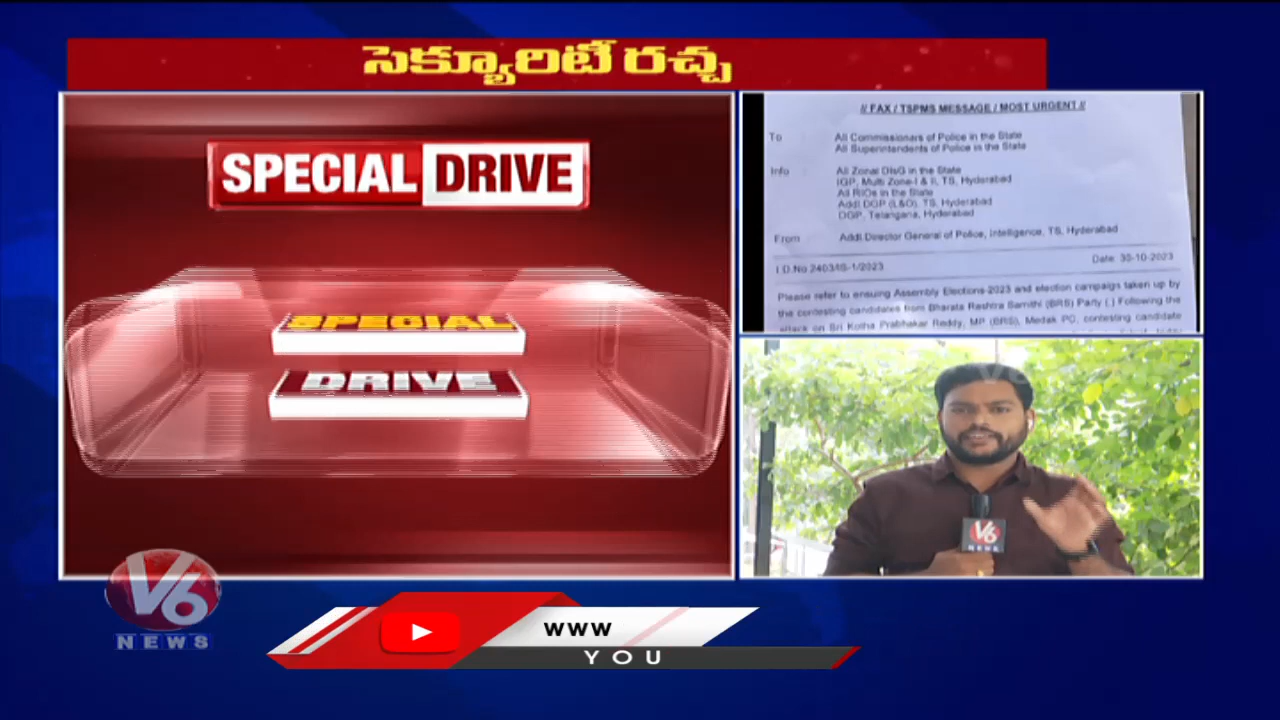 సెక్యూరిటీ రచ్చ
SPECIAL DRIVE
SPECIAL
DRIVE
// FAX / TSPMS MESSAGE / MOST URGENT //
To All Commissioners of Police in the State
All Superintendents of Police in the State
Info All Zonal DIsG in the State
IGP, Multi Zone-I & II, TS, Hyderabad
All RIOs in the State
Addl DGP (L&O), TS, Hyderabad
DGP, Telangana, Hyderabad
From Addl.Director General of Police, Intelligence, TS, Hyderabad
I.D.No.2403/IS-1/2023 Date: 30-10-2023
Please refer to ensuing Assembly Elections-2023 and election campaign taken up by
the contesting candidates from Bharata Rashtra Samithi (BRS) Party (.) Following the
attack on Sri Kotha Prabhakar Reddy, MP (BRS), Medak PC, contesting candidate
V6
NEWS
V6
NEWS
WWW
YOU